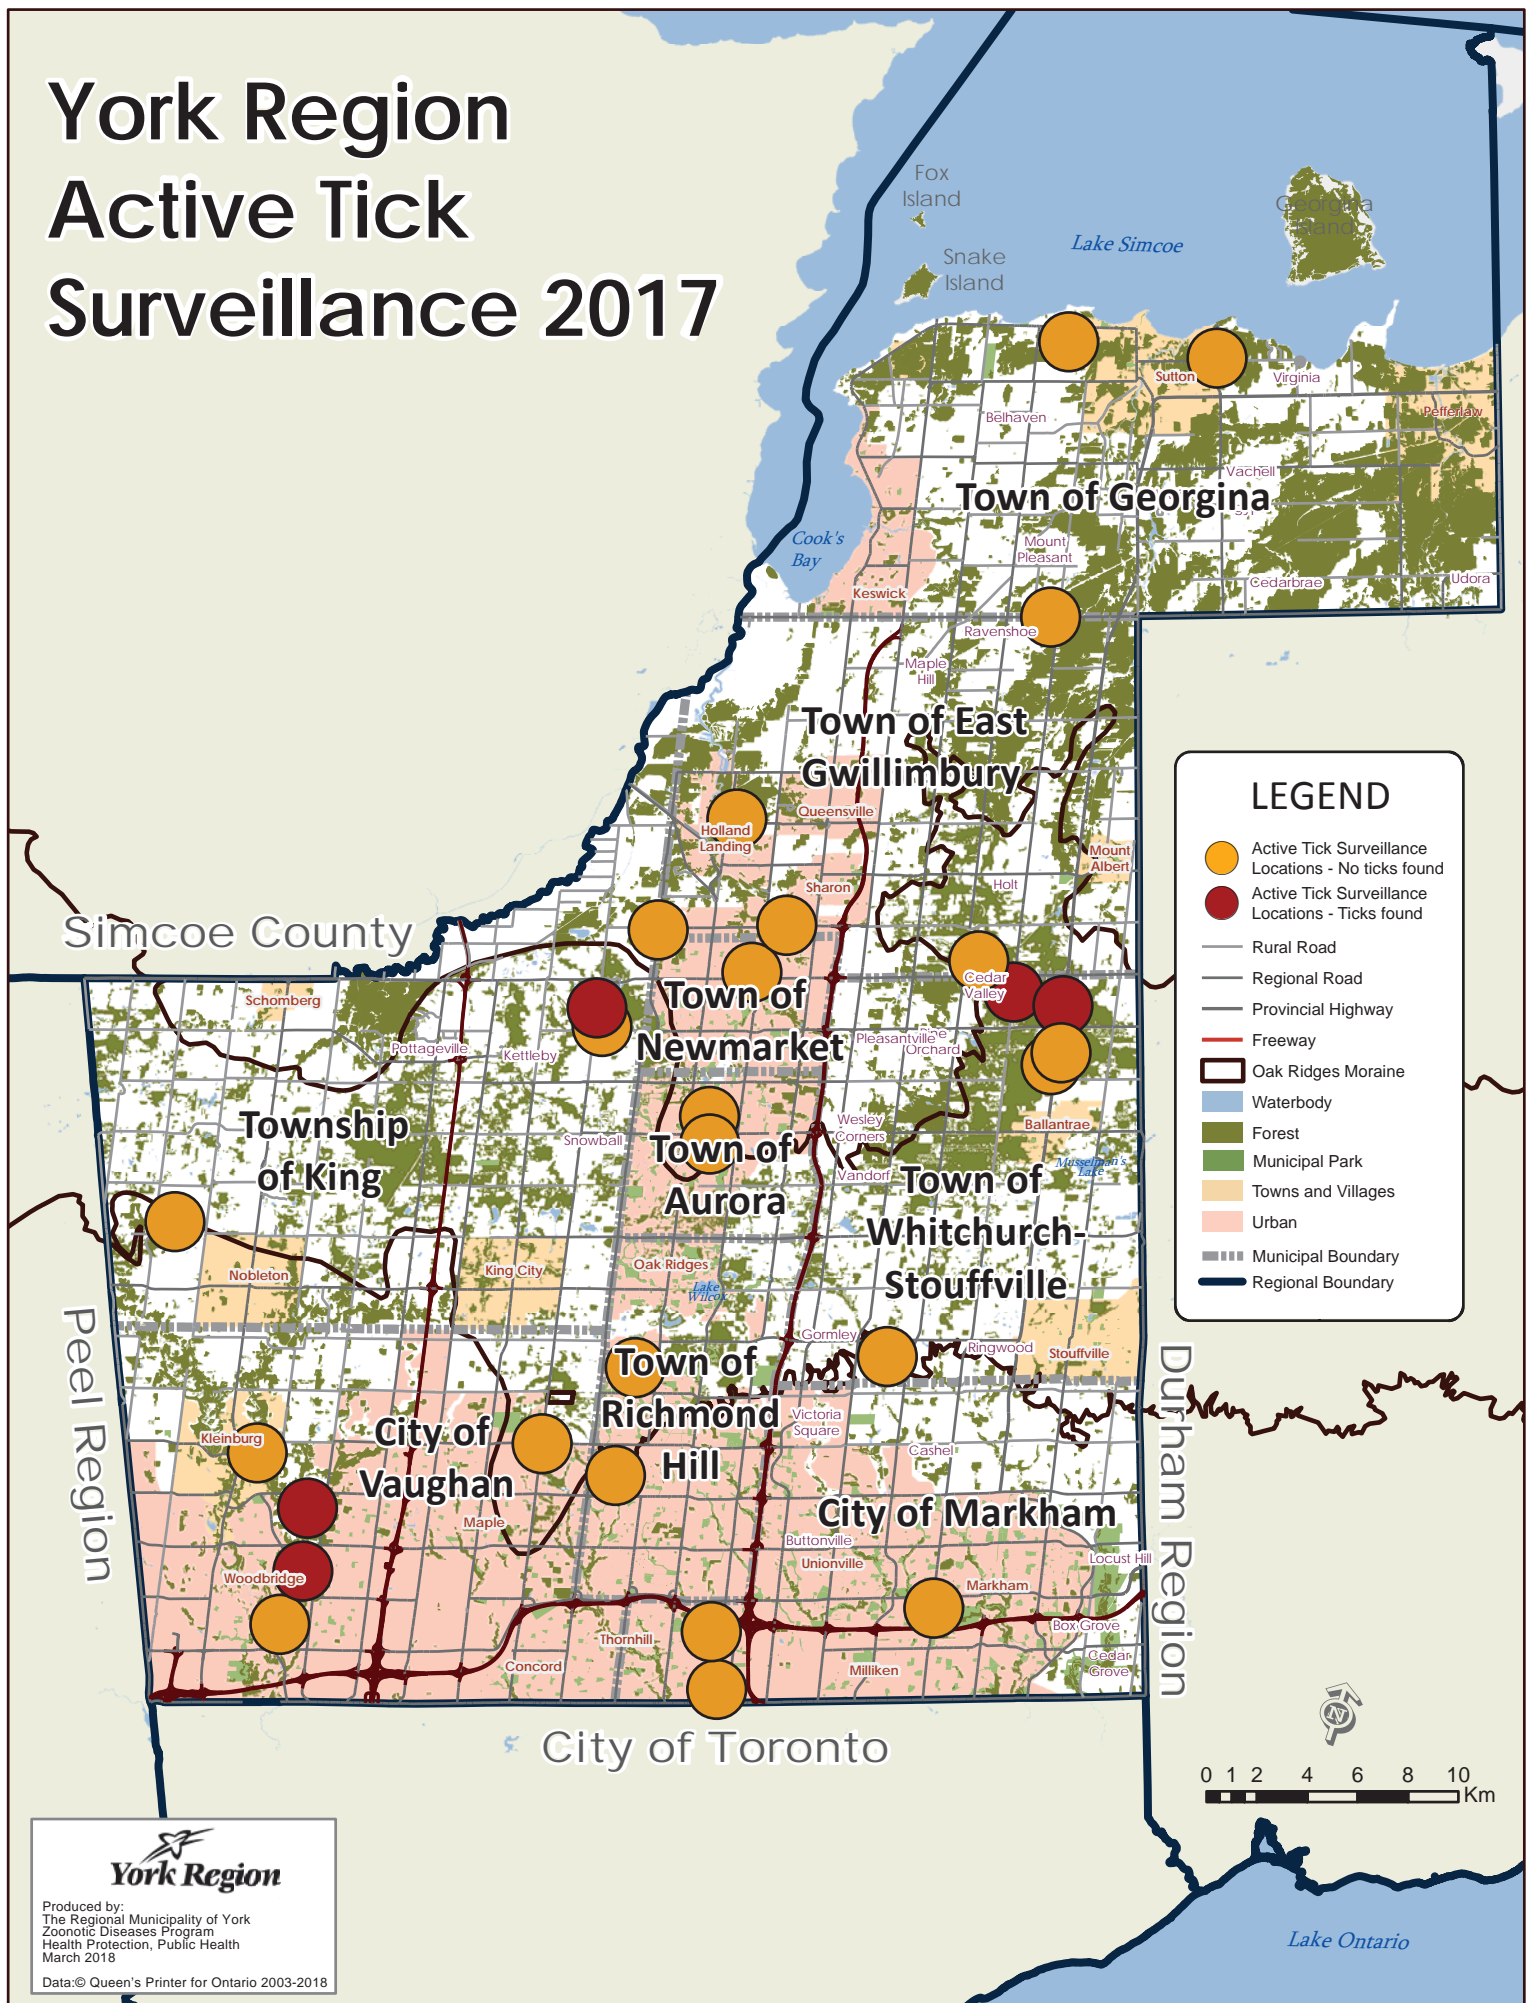 York Region
Active Tick
Surveillance 2017
Fox
Island
Georgina
Island
Lake Simcoe
Snake
Island
Sutton
Virginia
Pefferlaw
Belhaven
Vachell
Town of Georgina
Cook's
Bay
Mount
Pleasant
Cedarbrae
Udora
Keswick
Ravenshoe
Maple
Hill
Town of East
Gwillimbury
Queensville
Holland
Landing
Mount
Albert
Sharon
Holt
LEGEND
Active Tick Surveillance
Locations - No ticks found
Active Tick Surveillance
Locations - Ticks found
Rural Road
Regional Road
Provincial Highway
Freeway
Oak Ridges Moraine
Waterbody
Forest
Municipal Park
Towns and Villages
Urban
Municipal Boundary
Regional Boundary
Simcoe County
Schomberg
Cedar
Valley
Town of
Newmarket
Pottageville
Kettleby
Pleasantville
Pine
Orchard
Township
of King
Snowball
Wesley
Corners
Ballantrae
Town of
Aurora
Vandorf
Musselman's
Lake
Town of
Whitchurch-
Stouffville
Nobleton
King City
Oak Ridges
Lake
Wilcox
Peel Region
Gormley
Ringwood
Stouffville
Town of
Richmond
Hill
Durham Region
Kleinburg
City of
Vaughan
Victoria
Square
Cashel
Maple
City of Markham
Buttonville
Unionville
Locust Hill
Woodbridge
Markham
Thornhill
Box Grove
Concord
Milliken
Cedar
Grove
City of Toronto
N
0 1 2 4 6 8 10
Km
York Region
Produced by:
The Regional Municipality of York
Zoonotic Diseases Program
Health Protection, Public Health
March 2018
Data:© Queen's Printer for Ontario 2003-2018
Lake Ontario